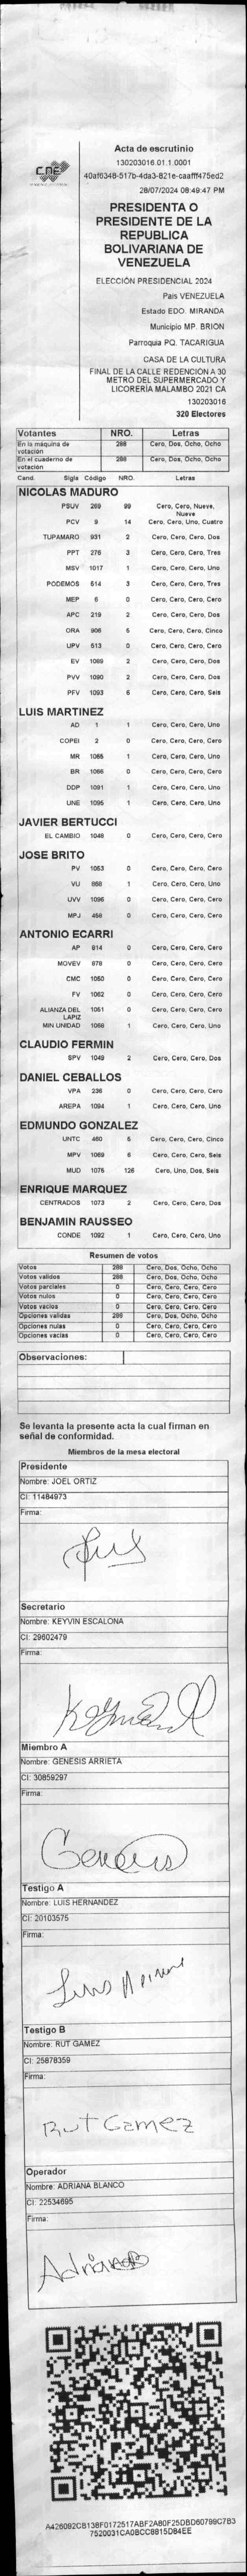 CNE
Acta de escrutinio
130203016.01.1.0001
40af6348-517b-4da3-821e-caafff475ed2
28/07/2024 08:49:47 PM
PRESIDENTA O
PRESIDENTE DE LA
REPUBLICA
BOLIVARIANA DE
VENEZUELA
ELECCIÓN PRESIDENCIAL 2024
Pais VENEZUELA
Estado EDO. MIRANDA
Municipio MP. BRION
Parroquia PQ. TACARIGUA
CASA DE LA CULTURA
FINAL DE LA CALLE REDENCION A 30
METRO DEL SUPERMERCADO Y
LICORERIA MALAMBO 2021 CA
130203016
320 Electores
Votantes NRO. Letras
En la máquina de votación 288 Cero, Dos, Ocho, Ocho
En el cuaderno de votación 288 Cero, Dos, Ocho, Ocho
Cand. Sigla Código NRO. Letras
NICOLAS MADURO
PSUV 269 99 Cero, Cero, Nueve, Nueve
PCV 9 14 Cero, Cero, Uno, Cuatro
TUPAMARO 931 2 Cero, Cero, Cero, Dos
PPT 276 3 Cero, Cero, Cero, Tres
MSV 1017 1 Cero, Cero, Cero, Uno
PODEMOS 514 3 Cero, Cero, Cero, Tres
MEP 6 0 Cero, Cero, Cero, Cero
APC 219 2 Cero, Cero, Cero, Dos
ORA 906 5 Cero, Cero, Cero, Cinco
UPV 513 0 Cero, Cero, Cero, Cero
EV 1089 2 Cero, Cero, Cero, Dos
PVV 1090 2 Cero, Cero, Cero, Dos
PFV 1093 6 Cero, Cero, Cero, Seis
LUIS MARTINEZ
AD 1 1 Cero, Cero, Cero, Uno
COPEI 2 0 Cero, Cero, Cero, Cero
MR 1065 1 Cero, Cero, Cero, Uno
BR 1066 0 Cero, Cero, Cero, Cero
DDP 1091 1 Cero, Cero, Cero, Uno
UNE 1095 1 Cero, Cero, Cero, Uno
JAVIER BERTUCCI
EL CAMBIO 1048 0 Cero, Cero, Cero, Cero
JOSE BRITO
PV 1053 0 Cero, Cero, Cero, Cero
VU 868 1 Cero, Cero, Cero, Uno
UVV 1096 0 Cero, Cero, Cero, Cero
MPJ 458 0 Cero, Cero, Cero, Cero
ANTONIO ECARRI
AP 814 0 Cero, Cero, Cero, Cero
MOVEV 878 0 Cero, Cero, Cero, Cero
CMC 1050 0 Cero, Cero, Cero, Cero
FV 1062 0 Cero, Cero, Cero, Cero
ALIANZA DEL LAPIZ 1051 0 Cero, Cero, Cero, Cero
MIN UNIDAD 1068 1 Cero, Cero, Cero, Uno
CLAUDIO FERMIN
SPV 1049 2 Cero, Cero, Cero, Dos
DANIEL CEBALLOS
VPA 236 0 Cero, Cero, Cero, Cero
AREPA 1094 1 Cero, Cero, Cero, Uno
EDMUNDO GONZALEZ
UNTC 460 5 Cero, Cero, Cero, Cinco
MPV 1069 6 Cero, Cero, Cero, Seis
MUD 1075 126 Cero, Uno, Dos, Seis
ENRIQUE MARQUEZ
CENTRADOS 1073 2 Cero, Cero, Cero, Dos
BENJAMIN RAUSSEO
CONDE 1092 1 Cero, Cero, Cero, Uno
Resumen de votos
Votos 288 Cero, Dos, Ocho, Ocho
Votos validos 288 Cero, Dos, Ocho, Ocho
Votos parciales 0 Cero, Cero, Cero, Cero
Votos nulos 0 Cero, Cero, Cero, Cero
Votos vacíos 0 Cero, Cero, Cero, Cero
Opciones validas 288 Cero, Dos, Ocho, Ocho
Opciones nulas 0 Cero, Cero, Cero, Cero
Opciones vacías 0 Cero, Cero, Cero, Cero
Observaciones:
Se levanta la presente acta la cual firman en
señal de conformidad.
Miembros de la mesa electoral
Presidente
Nombre: JOEL ORTIZ
CI: 11484973
Firma:
Secretario
Nombre: KEYVIN ESCALONA
CI: 29602479
Firma:
Miembro A
Nombre: GENESIS ARRIETA
CI: 30859297
Firma:
Genesis
Testigo A
Nombre: LUIS HERNANDEZ
CI: 20103575
Firma:
Luis
Testigo B
Nombre: RUT GAMEZ
CI: 25878359
Firma:
Rut Gamez
Operador
Nombre: ADRIANA BLANCO
CI: 22534695
Firma:
AdrianaB
A426092CB138F0172517ABF2A80F25DBD60799C7B3
7520031CA0BCC8815D84EE